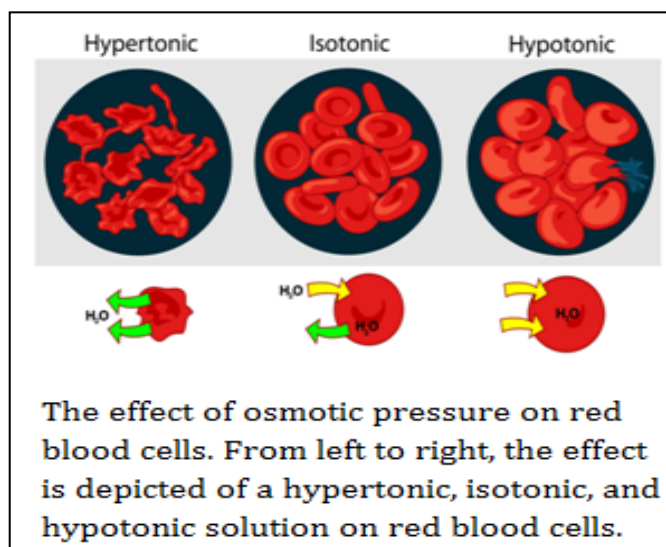 Hypertonic Isotonic Hypotonic
H₂O H₂O H₂O H₂O
The effect of osmotic pressure on red
blood cells. From left to right, the effect
is depicted of a hypertonic, isotonic, and
hypotonic solution on red blood cells.